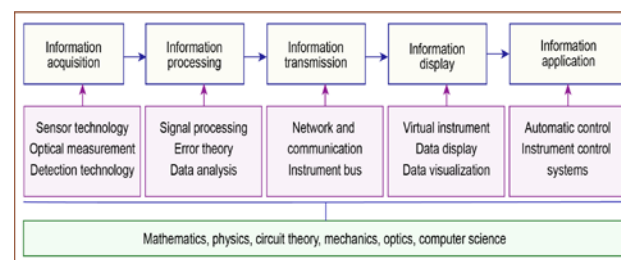 Information
acquisition
Information
processing
Information
transmission
Information
display
Information
application
Sensor technology
Optical measurement
Detection technology
Signal processing
Error theory
Data analysis
Network and
communication
Instrument bus
Virtual instrument
Data display
Data visualization
Automatic control
Instrument control
systems
Mathematics, physics, circuit theory, mechanics, optics, computer science